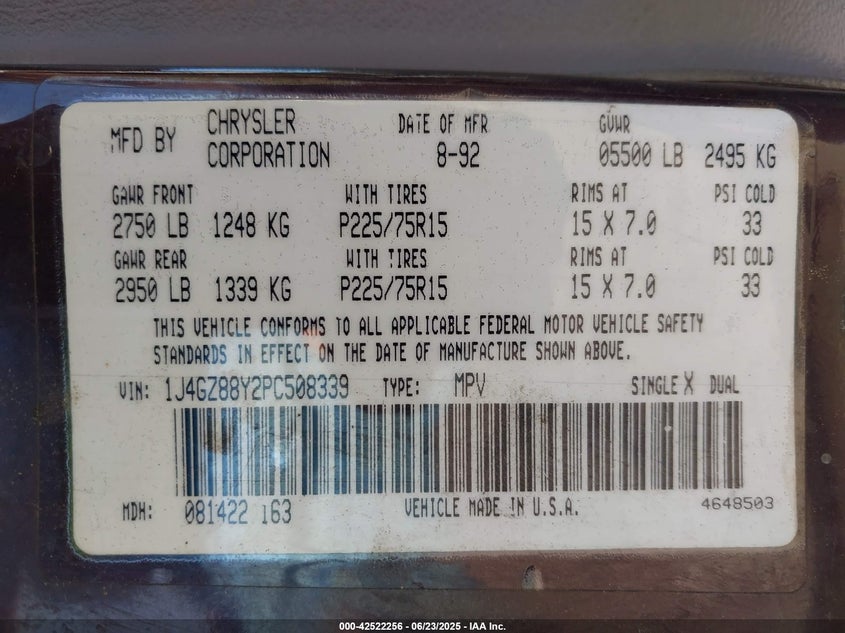 MFD BY CHRYSLER CORPORATION DATE OF MFR 8-92 GVWR 05500 LB 2495 KG
GAWR FRONT WITH TIRES RIMS AT PSI COLD
2750 LB 1248 KG P225/75R15 15 X 7.0 33
GAWR REAR WITH TIRES RIMS AT PSI COLD
2950 LB 1339 KG P225/75R15 15 X 7.0 33
THIS VEHICLE CONFORMS TO ALL APPLICABLE FEDERAL MOTOR VEHICLE SAFETY
STANDARDS IN EFFECT ON THE DATE OF MANUFACTURE SHOWN ABOVE.
VIN: 1J4GZ88Y2PC508339 TYPE: MPV SINGLE X DUAL
MDH: 081422 163 VEHICLE MADE IN U.S.A. 4648503
000-42522256 - 06/23/2025 - IAA Inc.